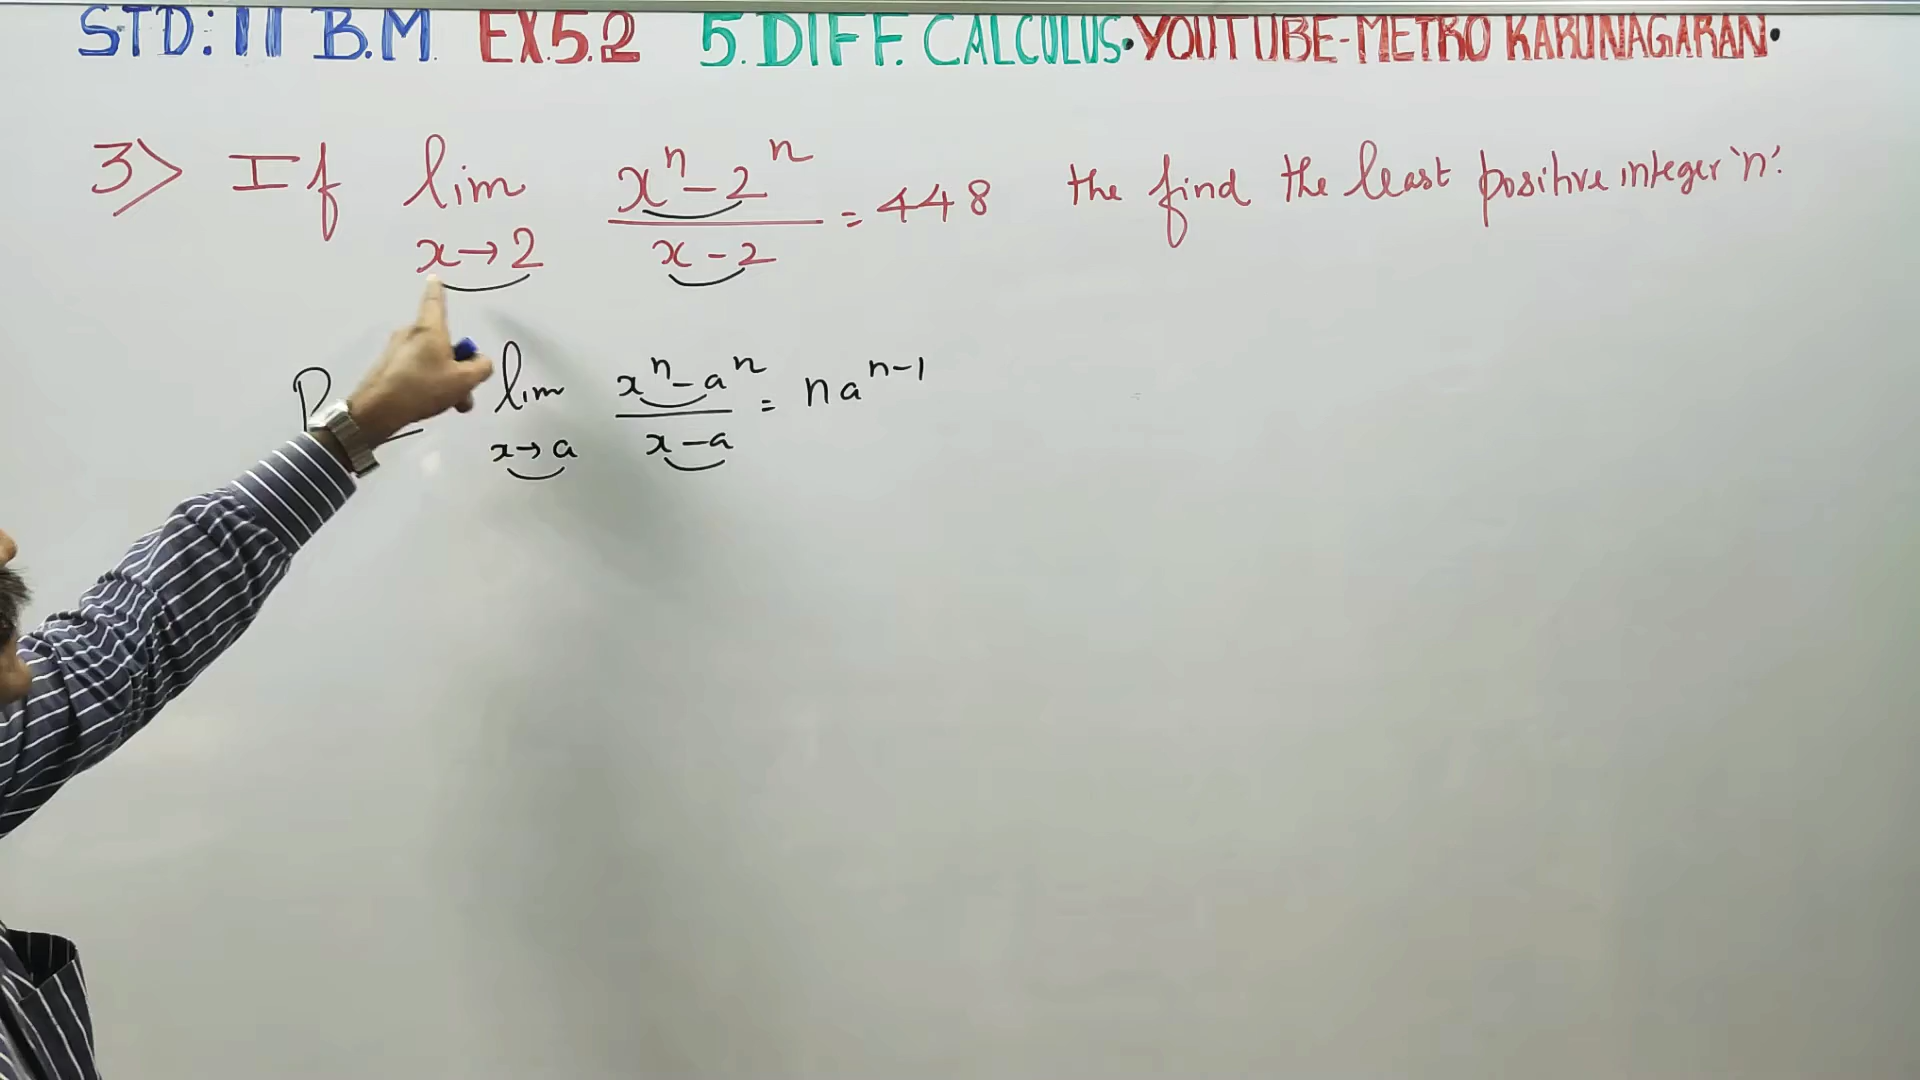 STD: 11 B.M. EX.5.2 5. DIFF. CALCULUS • YOUTUBE-METRO KARUNAGARAN •
3> If lim x→2 (x^n - 2^n)/(x - 2) = 448 the find the least positive integer 'n'.
lim x→a (x^n - a^n)/(x - a) = na^(n-1)